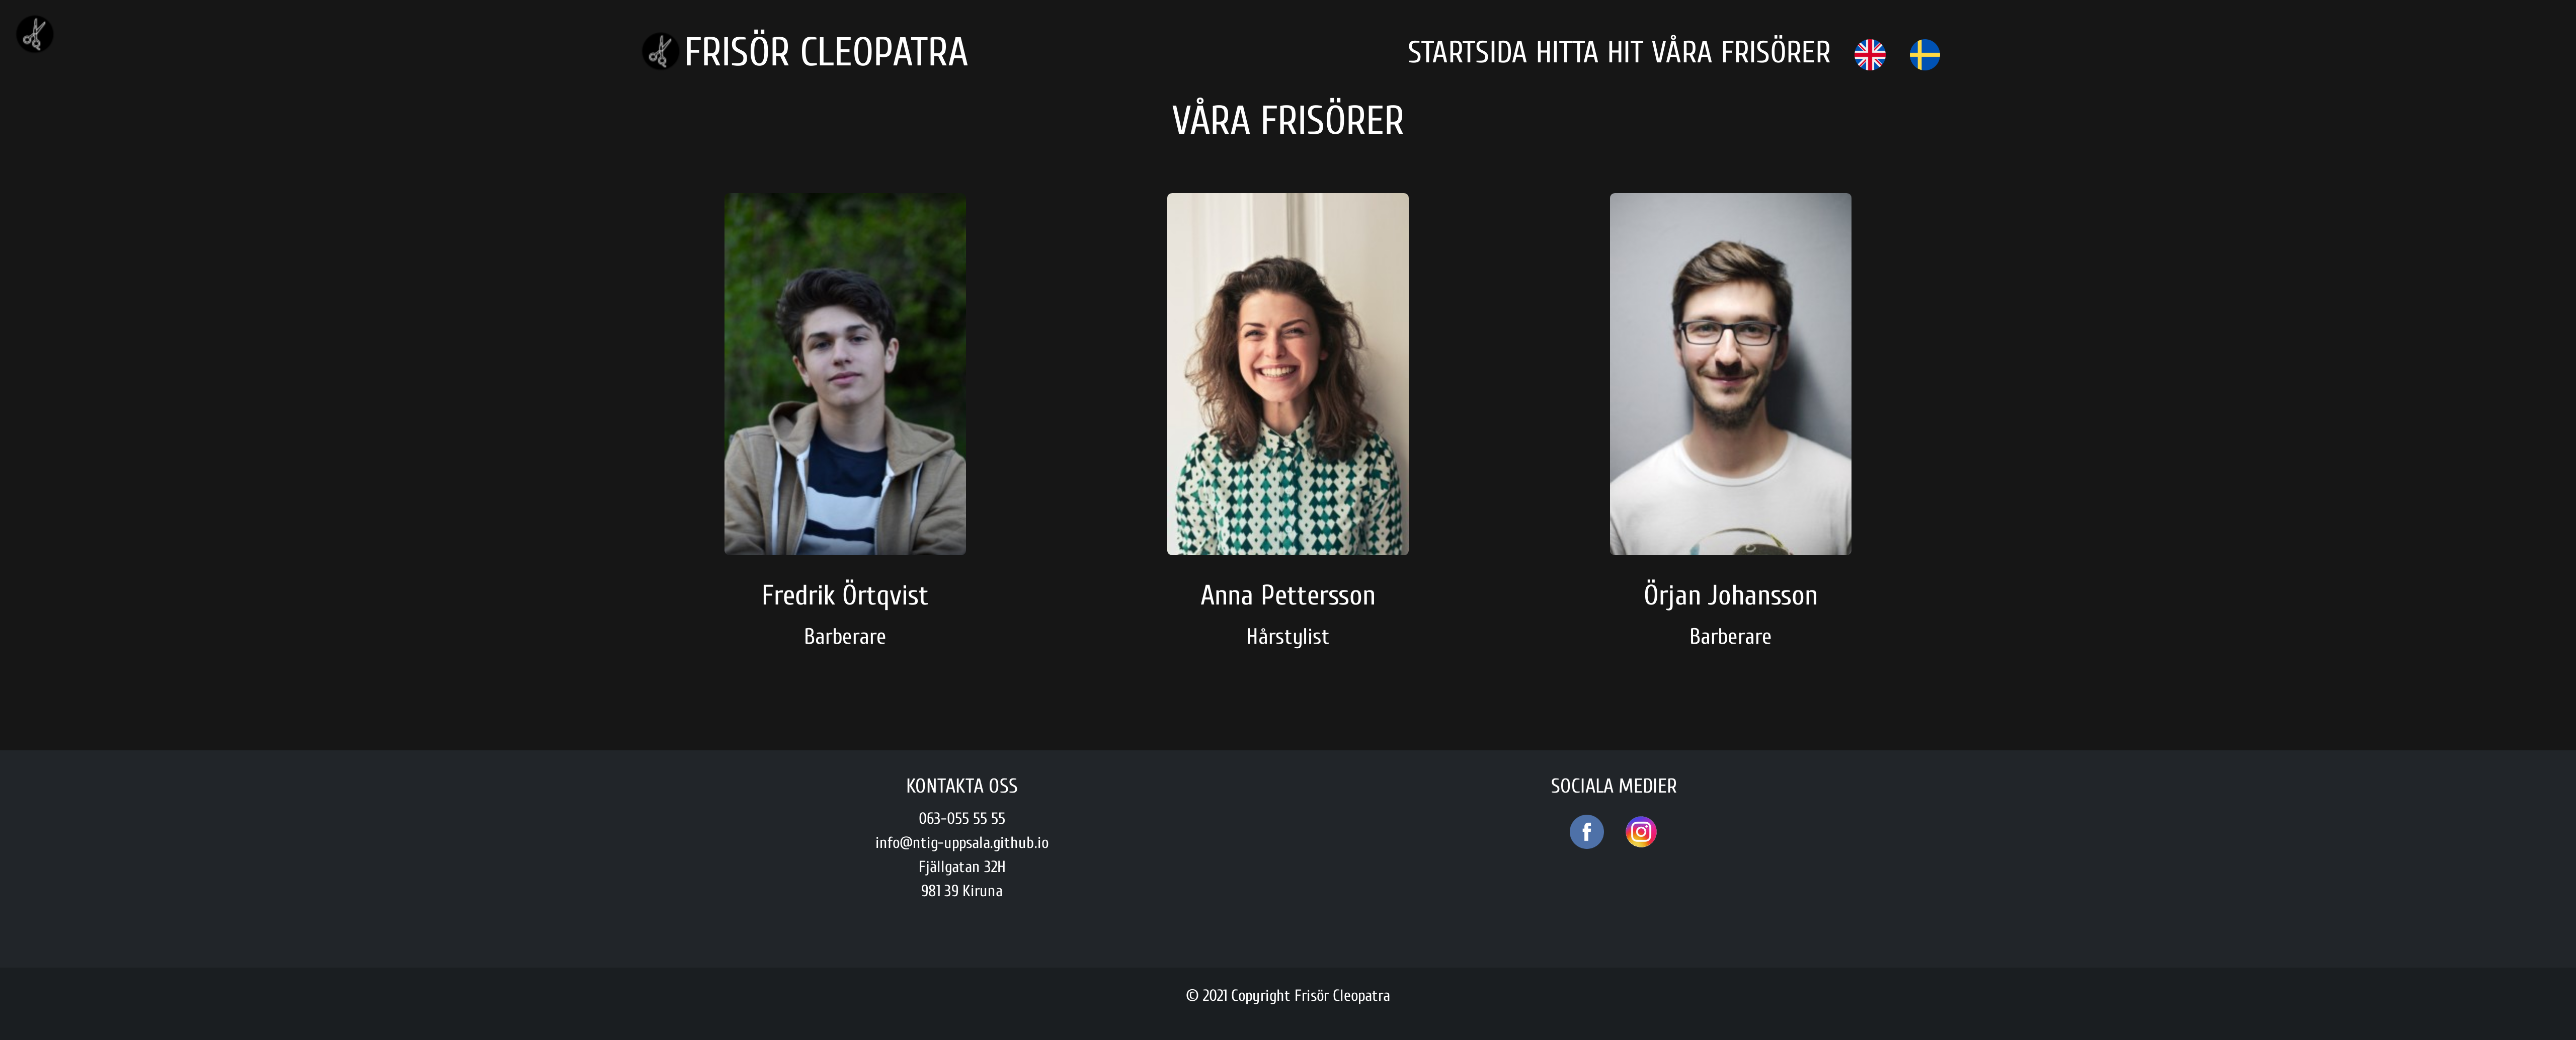 FRISÖR CLEOPATRA
STARTSIDA HITTA HIT VÅRA FRISÖRER
VÅRA FRISÖRER
Fredrik Örtqvist
Barberare
Anna Pettersson
Hårstylist
Örjan Johansson
Barberare
KONTAKTA OSS
063-055 55 55
info@ntig-uppsala.github.io
Fjällgatan 32H
981 39 Kiruna
SOCIALA MEDIER
© 2021 Copyright Frisör Cleopatra